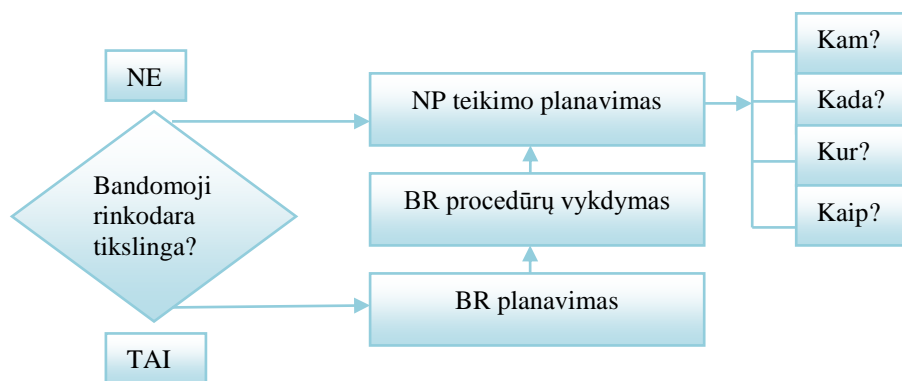 NE
Bandomoji
rinkodara
tikslinga?
TAI
NP teikimo planavimas
BR procedūrų vykdymas
BR planavimas
Kam?
Kada?
Kur?
Kaip?